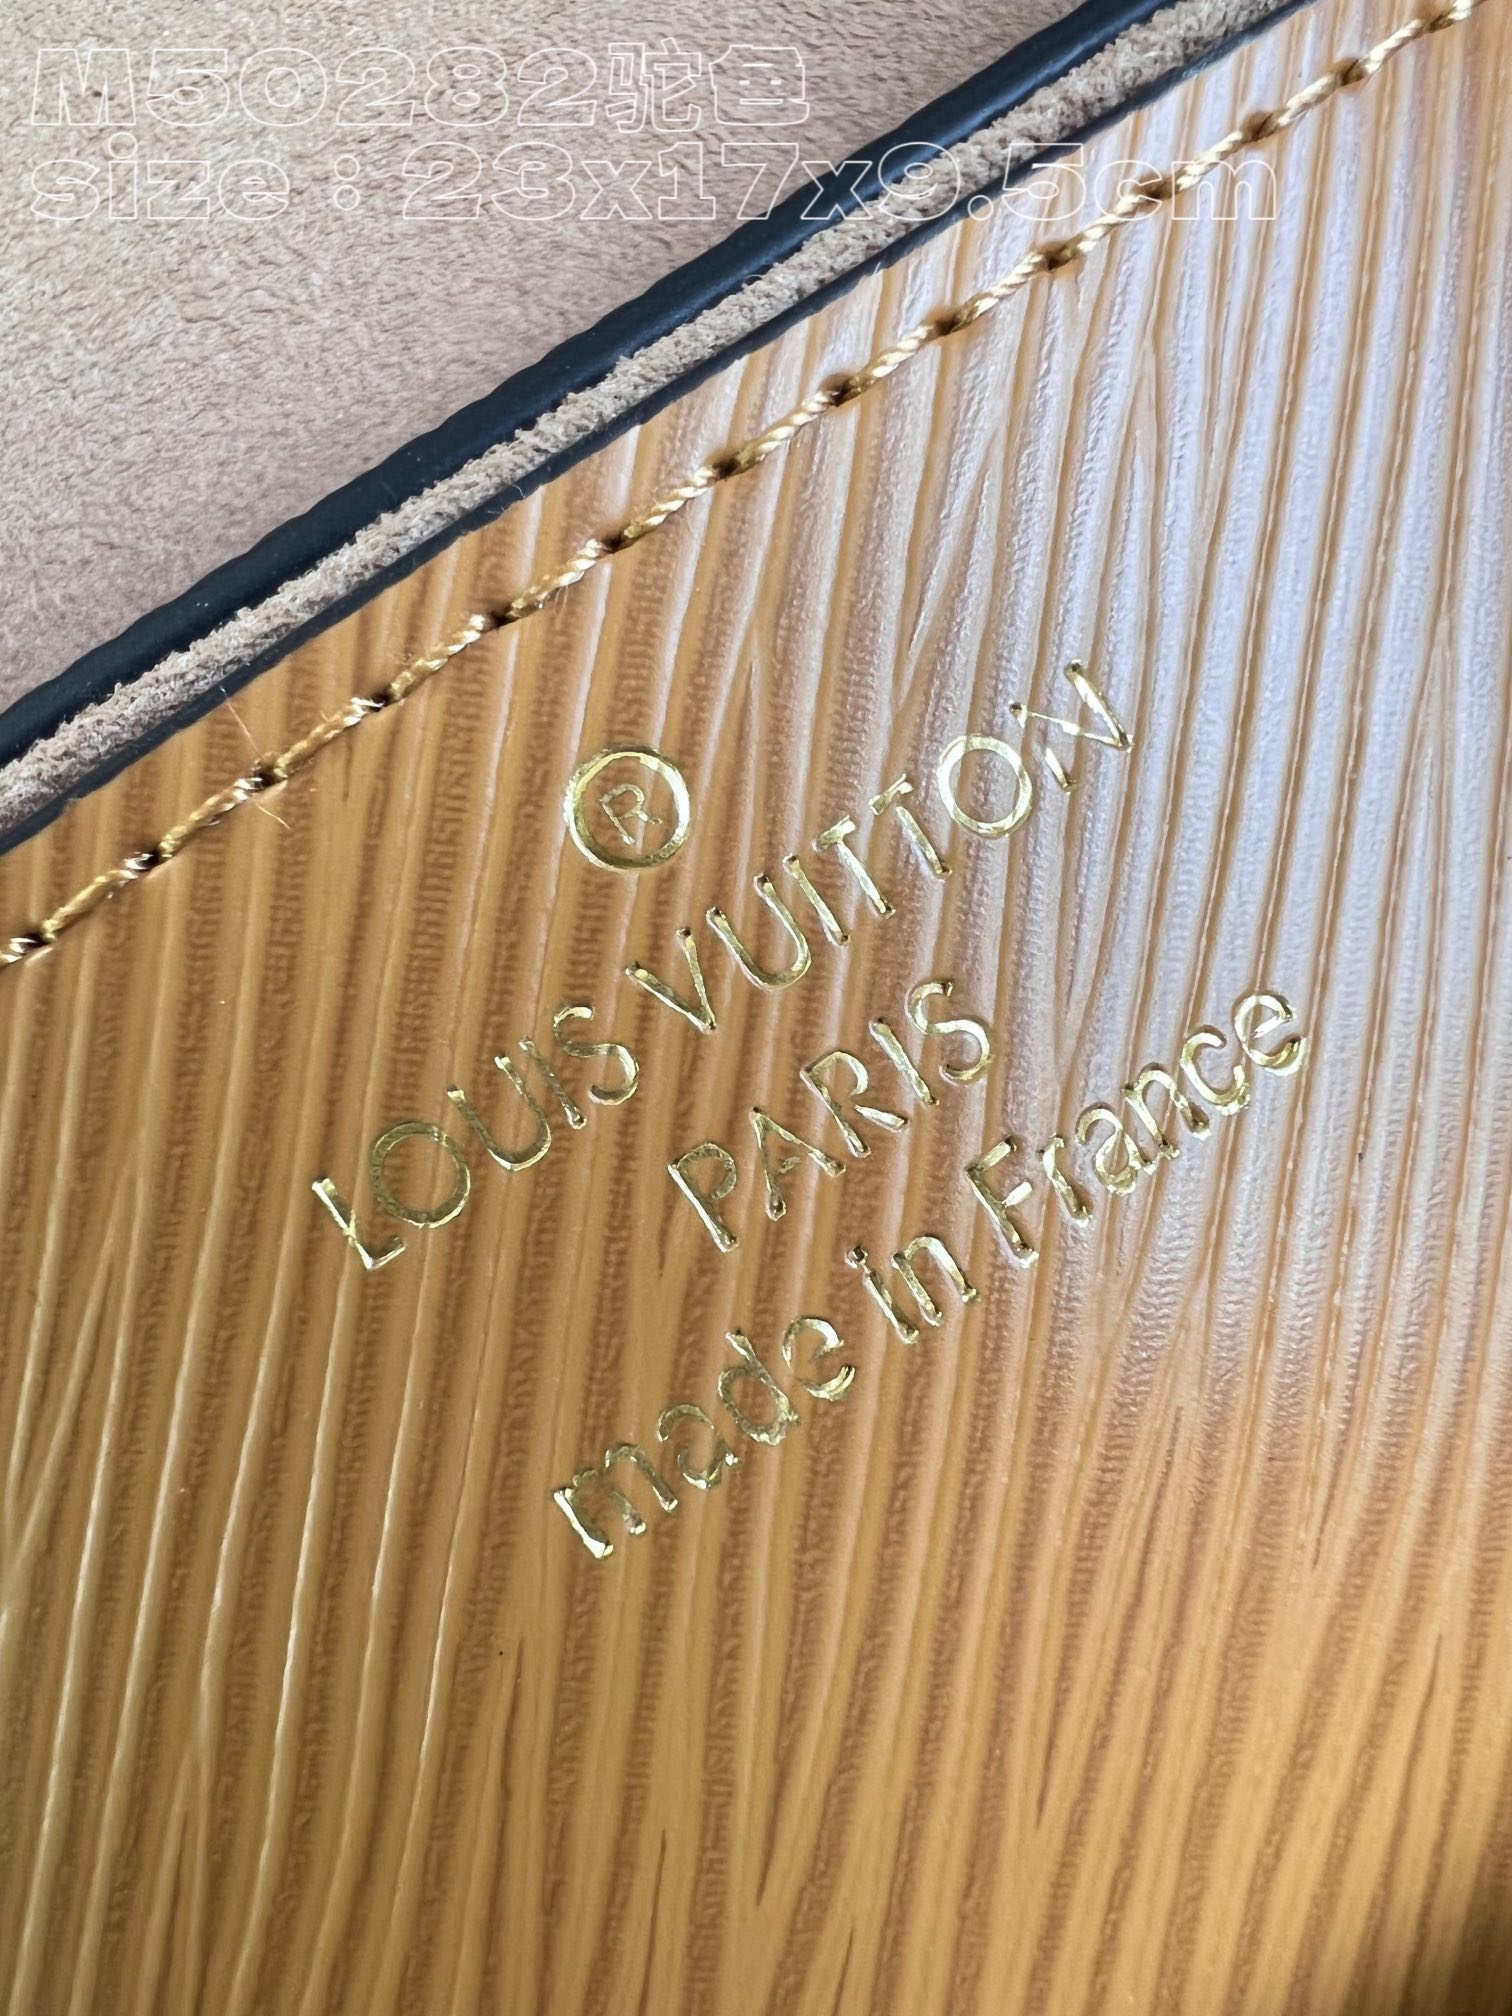 M50282驼色
size：23x17x9.5cm
®
LOUIS VUITTON
PARIS
made in France